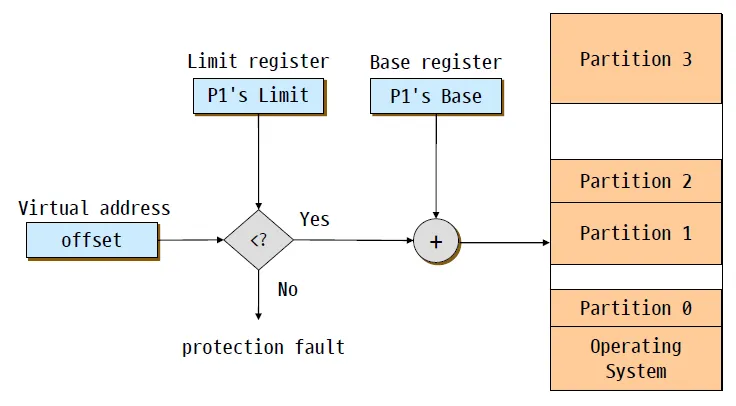 Limit register
Base register
Partition 3
P1's Limit
P1's Base
Partition 2
Virtual address
Yes
offset
<?
+
Partition 1
No
Partition 0
protection fault
Operating
System